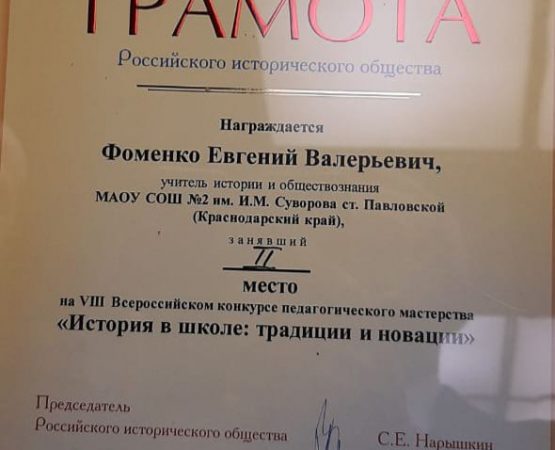 ГРАМОТА
Российского исторического общества
Награждается
Фоменко Евгений Валерьевич,
учитель истории и обществознания
МАОУ СОШ №2 им. И.М. Суворова ст. Павловской
(Краснодарский край),
занявший
II
место
на VIII Всероссийском конкурсе педагогического мастерства
«История в школе: традиции и новации»
Председатель
Российского исторического общества
С.Е. Нарышкин